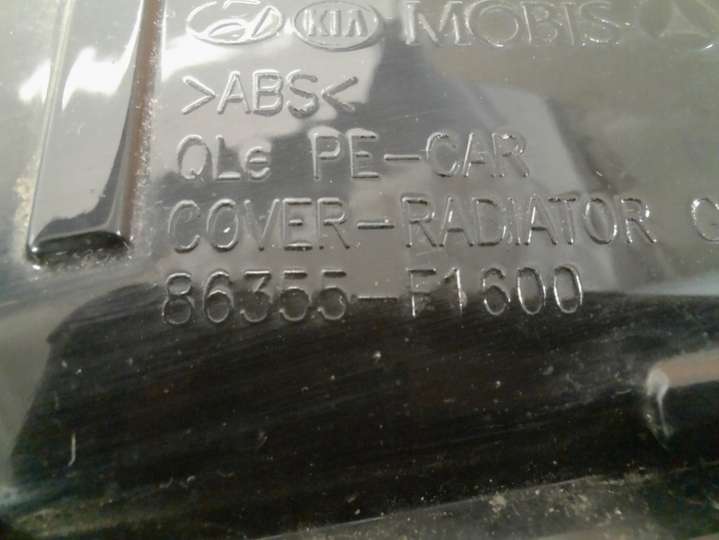 KIA MOBIS
>ABS<
QLe PE-CAR
COVER-RADIATOR G
86355-F1600